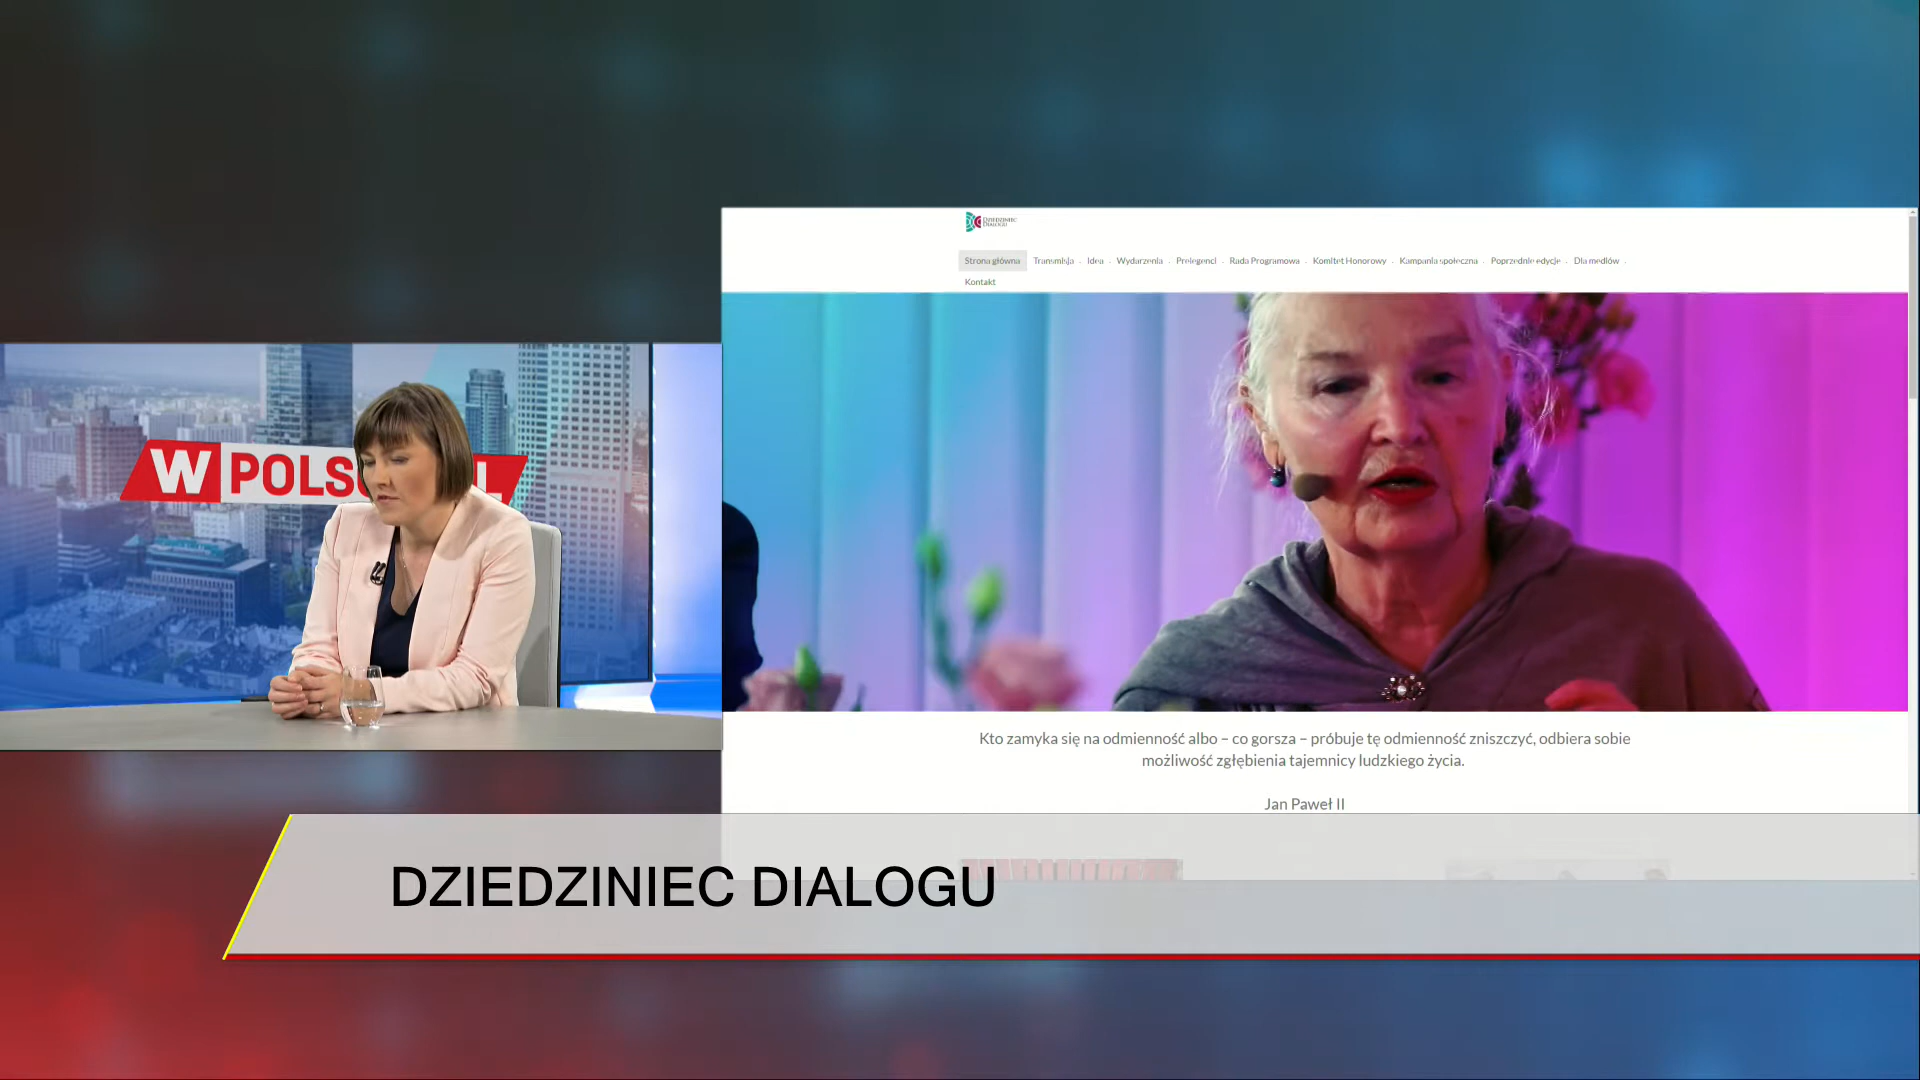 DZIEDZINIEC
DIALOGU
Strona główna Transmisja Idea Wydarzenia Prelegenci Rada Programowa Komitet Honorowy Kampania społeczna Poprzednie edycje Dla mediów
Kontakt
W POLS
Kto zamyka się na odmienność albo – co gorsza – próbuje tę odmienność zniszczyć, odbiera sobie
możliwość zgłębienia tajemnicy ludzkiego życia.
Jan Paweł II
DZIEDZINIEC DIALOGU